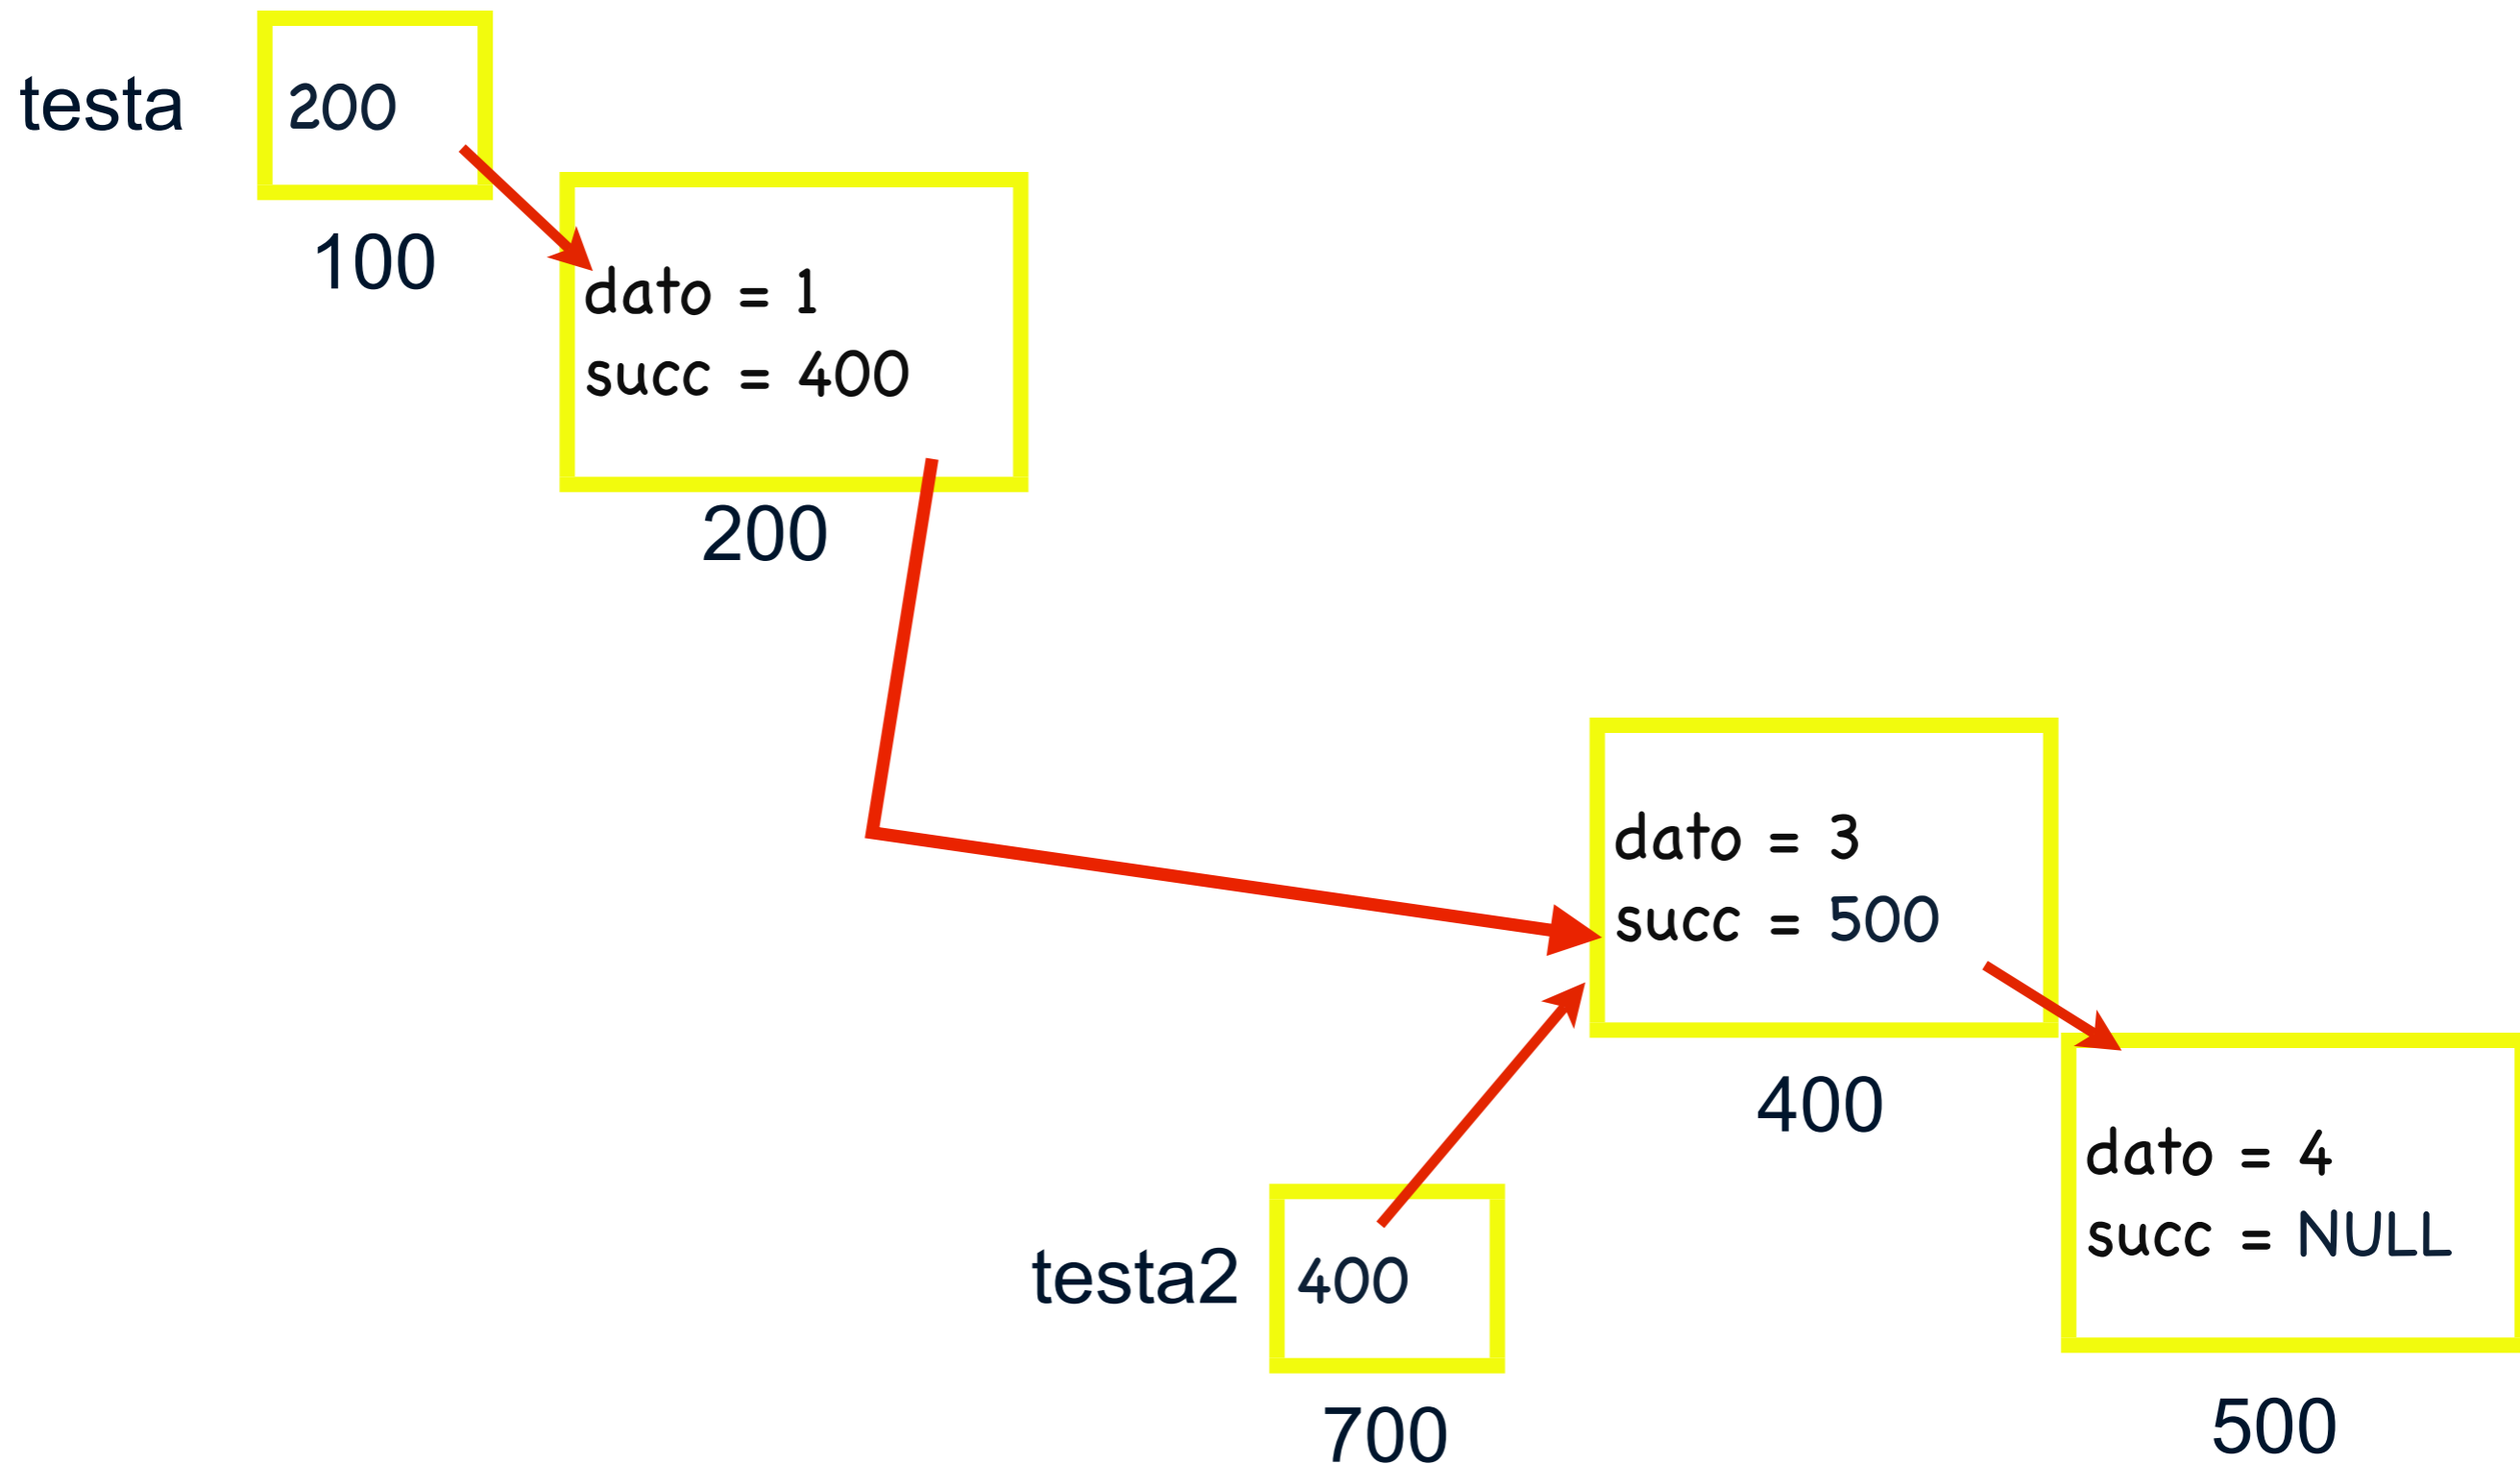 testa
200
100
dato = 1
succ = 400
200
dato = 3
succ = 500
400
dato = 4
succ = NULL
500
testa2
400
700